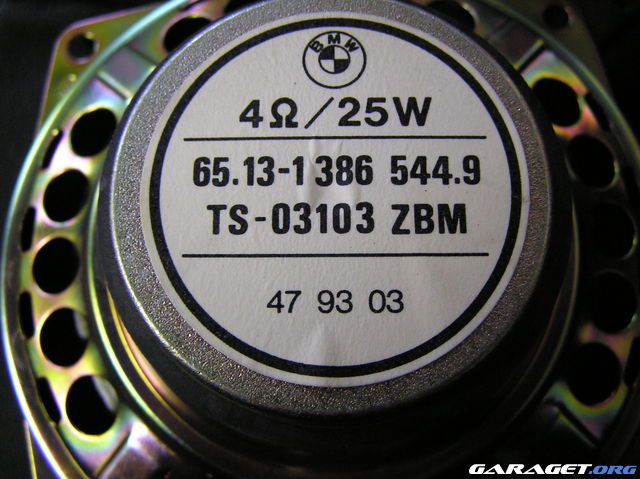 BMW
4Ω/25W
65.13-1 386 544.9
TS-03103 ZBM
47 93 03
GARAGET.ORG